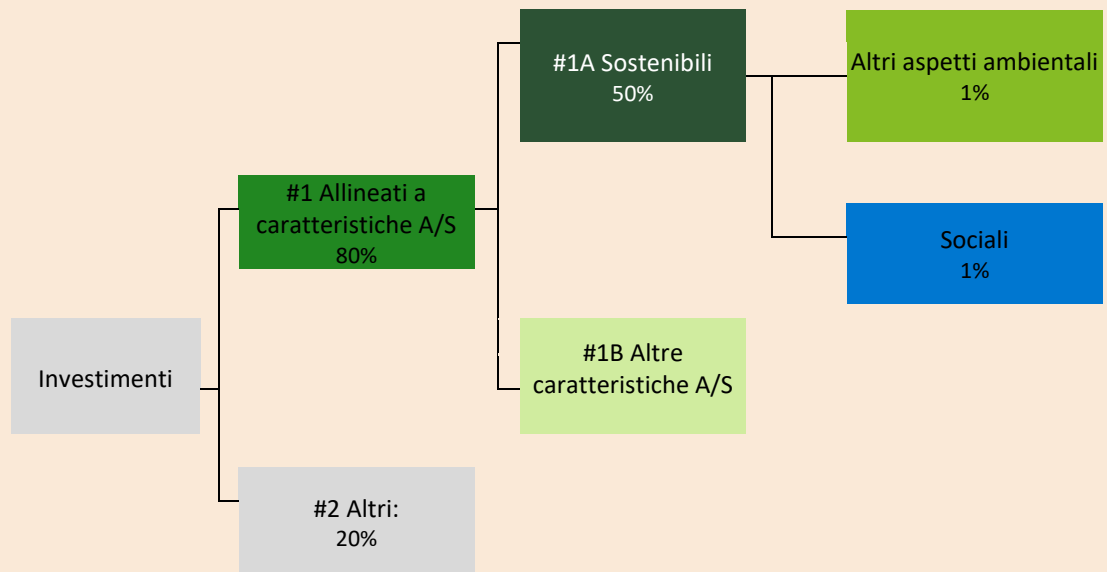 #1A Sostenibili
50%
Altri aspetti ambientali
1%
#1 Allineati a
caratteristiche A/S
80%
Sociali
1%
Investimenti
#1B Altre
caratteristiche A/S
#2 Altri:
20%